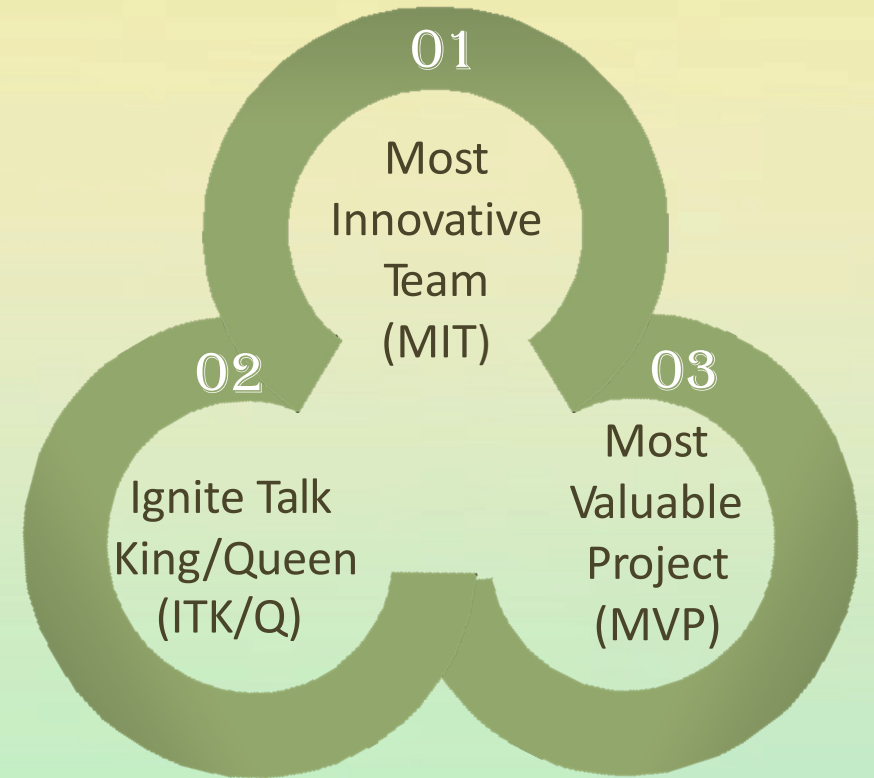 01
Most
Innovative
Team
(MIT)
02
Ignite Talk
King/Queen
(ITK/Q)
03
Most
Valuable
Project
(MVP)